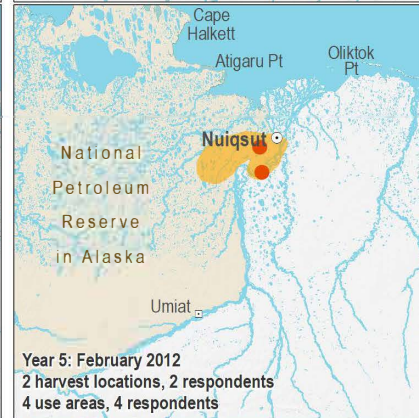 Cape
Halkett
Atigaru Pt
Oliktok
Pt
Nuiqsut
National
Petroleum
Reserve
in Alaska
Umiat
Year 5: February 2012
2 harvest locations, 2 respondents
4 use areas, 4 respondents